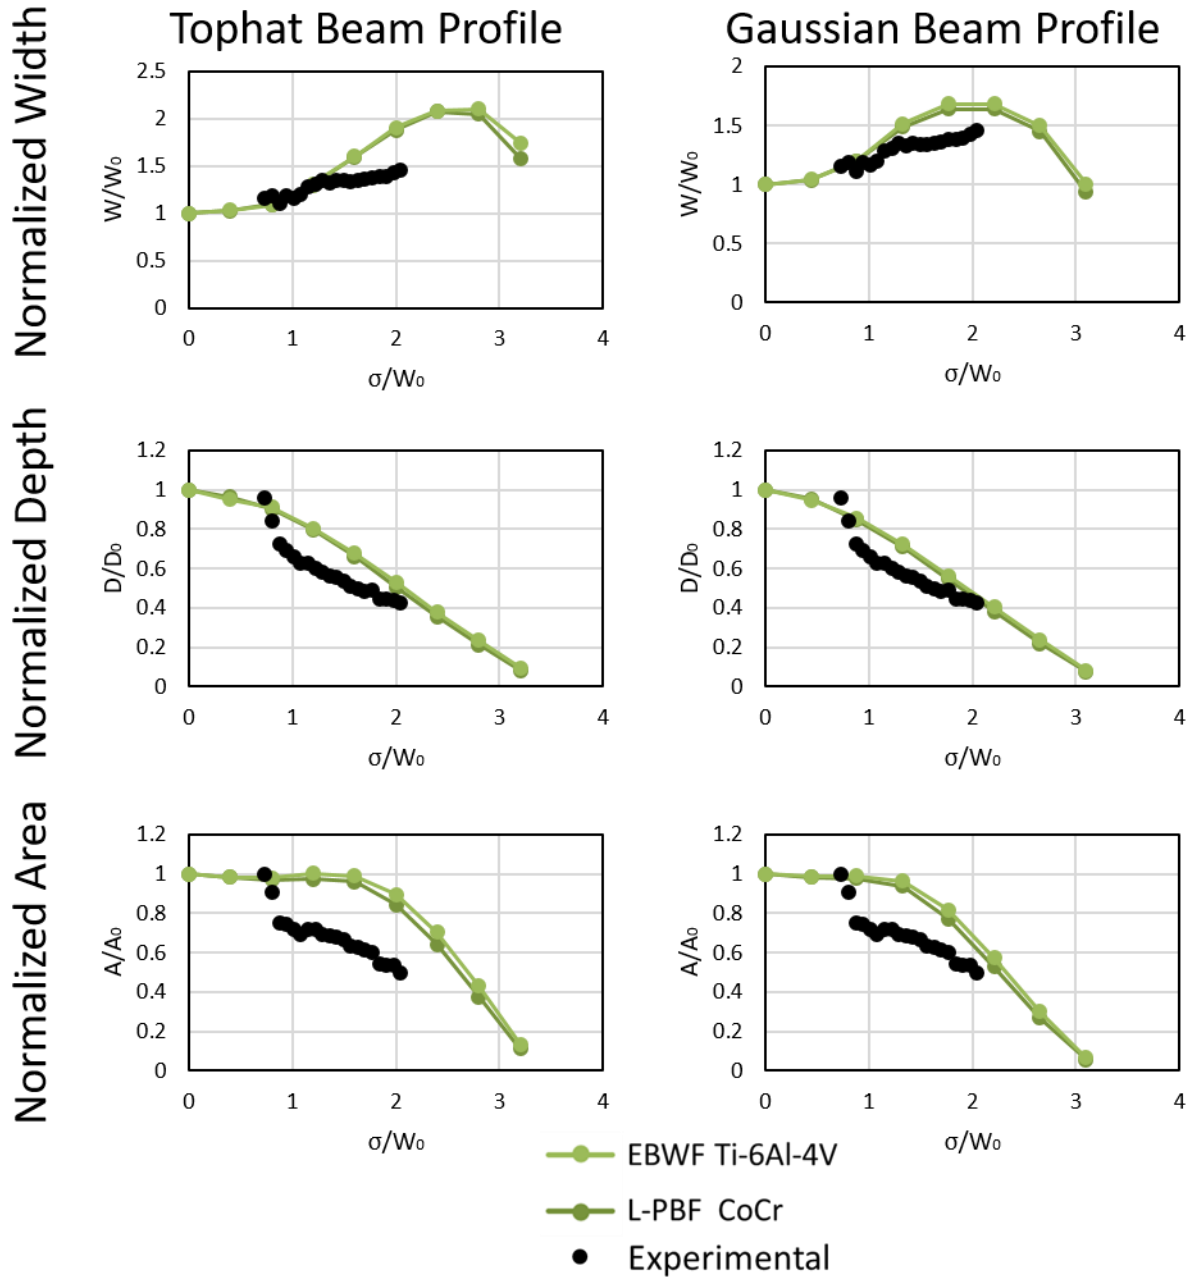 Tophat Beam Profile
Gaussian Beam Profile
Normalized Width
W/W₀
2.5
2
1.5
1
0.5
0
0 1 2 3 4
σ/W₀
W/W₀
2
1.5
1
0.5
0
0 1 2 3 4
σ/W₀
Normalized Depth
D/D₀
1.2
1
0.8
0.6
0.4
0.2
0
0 1 2 3 4
σ/W₀
D/D₀
1.2
1
0.8
0.6
0.4
0.2
0
0 1 2 3 4
σ/W₀
Normalized Area
A/A₀
1.2
1
0.8
0.6
0.4
0.2
0
0 1 2 3 4
σ/W₀
A/A₀
1.2
1
0.8
0.6
0.4
0.2
0
0 1 2 3 4
σ/W₀
EBWF Ti-6Al-4V
L-PBF CoCr
Experimental